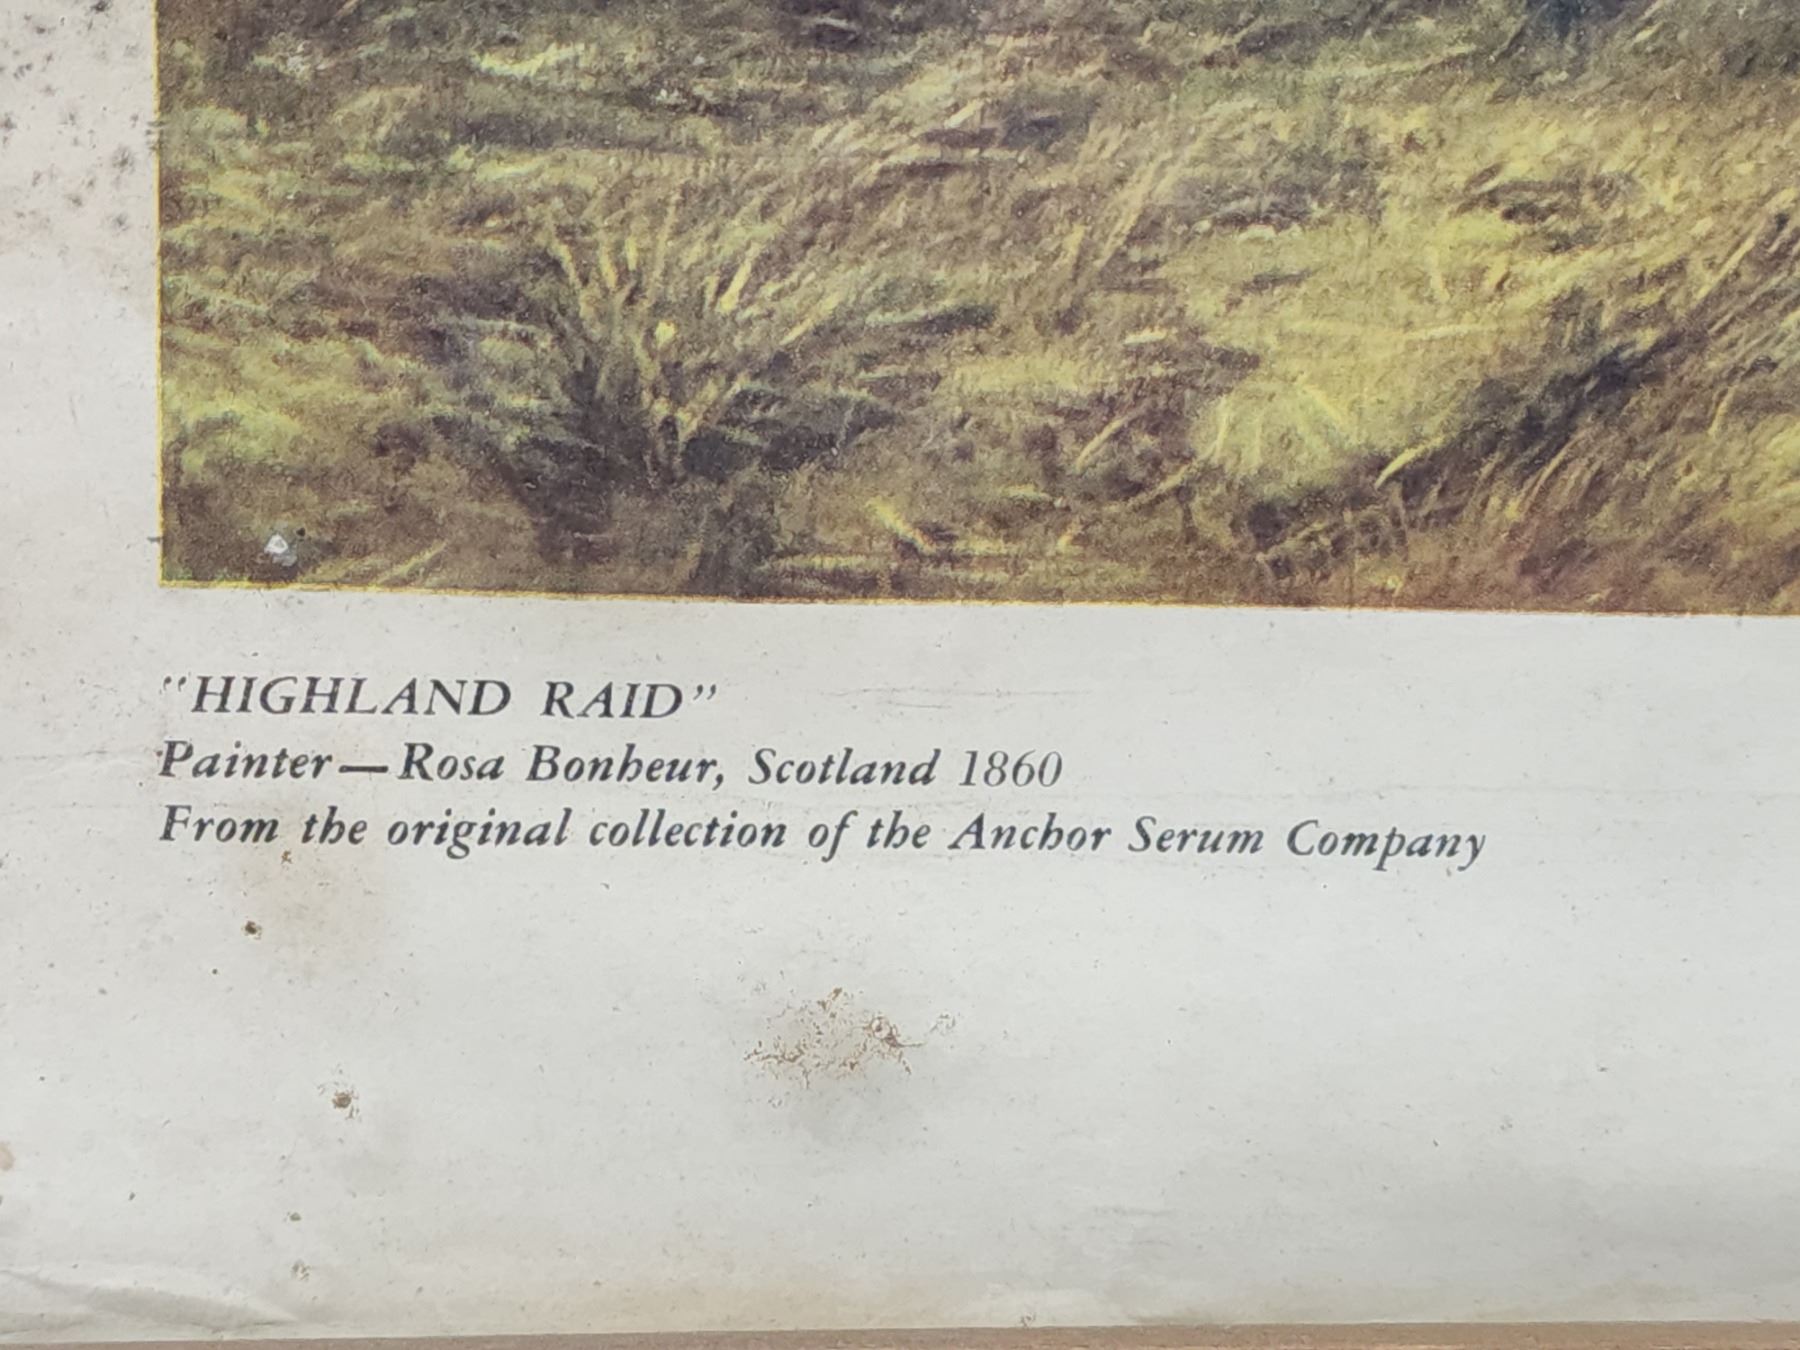 "HIGHLAND RAID"
Painter—Rosa Bonheur, Scotland 1860
From the original collection of the Anchor Serum Company